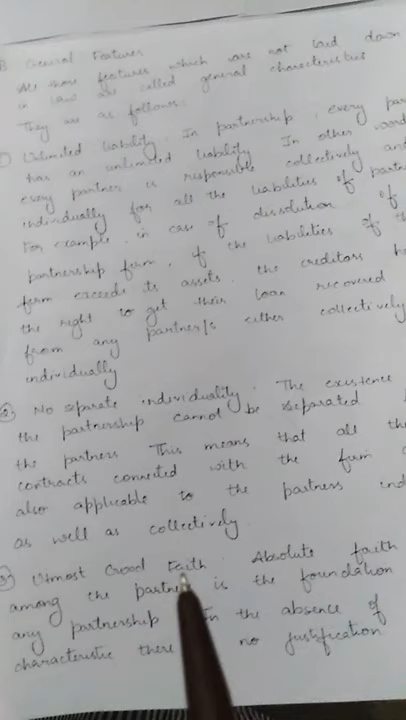 B General Features
All those features which are not laid down
in law are called general characteristics
They are as follows.
① Unlimited liability. In partnership, every
has an unlimited liability In other words
every partner is responsible collectively and
individually for all the liabilities of
For example, in case of dissolution of
partnership firm, if the liabilities of
firm exceeds its assets, the creditors
the right to get their loan recovered
from any partner/s either collectively
individually
② No separate individuality. The existence
the partnership cannot be separated
the partners This means that all
contracts connected with the firm
also applicable to the partners
as well as collectively.
③ Utmost Good Faith. Absolute faith
among the partners is the foundation
any partnership In the absence of
characteristic there no justification